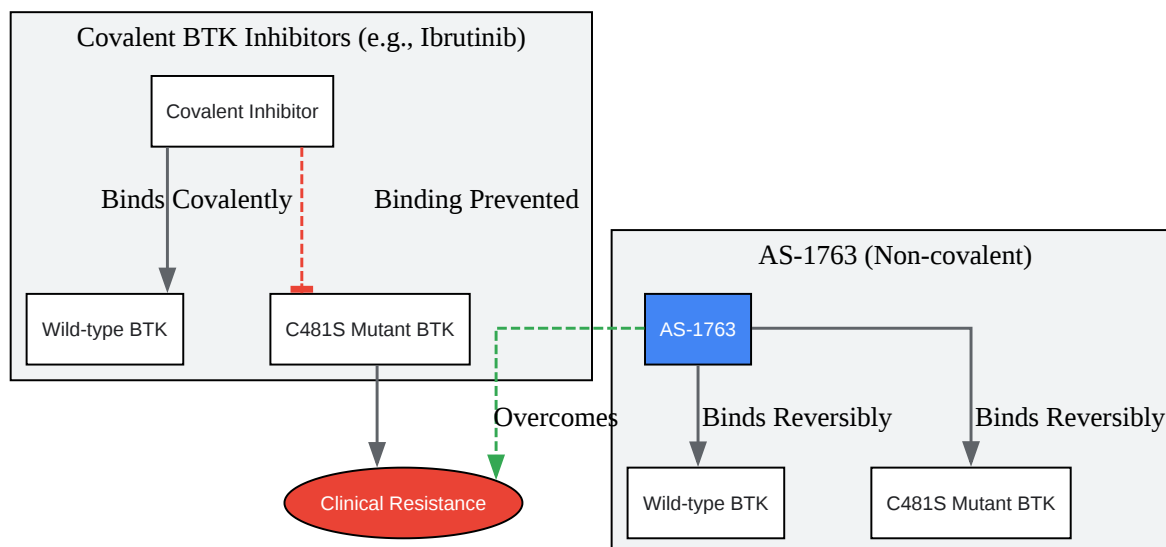 Covalent BTK Inhibitors (e.g., Ibrutinib)
Covalent Inhibitor
Binds Covalently
Binding Prevented
Wild-type BTK
C481S Mutant BTK
AS-1763 (Non-covalent)
AS-1763
Overcomes
Binds Reversibly
Binds Reversibly
Clinical Resistance
Wild-type BTK
C481S Mutant BTK